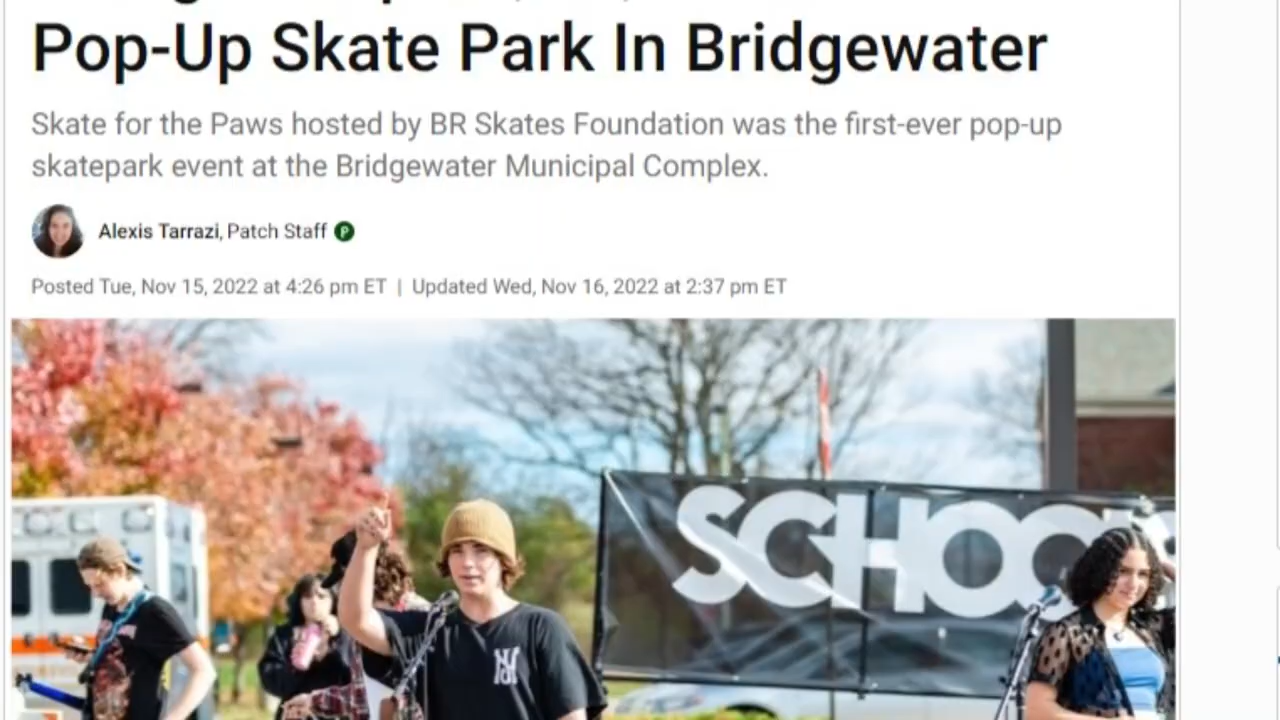 Pop-Up Skate Park In Bridgewater
Skate for the Paws hosted by BR Skates Foundation was the first-ever pop-up
skatepark event at the Bridgewater Municipal Complex.
Alexis Tarrazi, Patch Staff
Posted Tue, Nov 15, 2022 at 4:26 pm ET | Updated Wed, Nov 16, 2022 at 2:37 pm ET
SCHOO